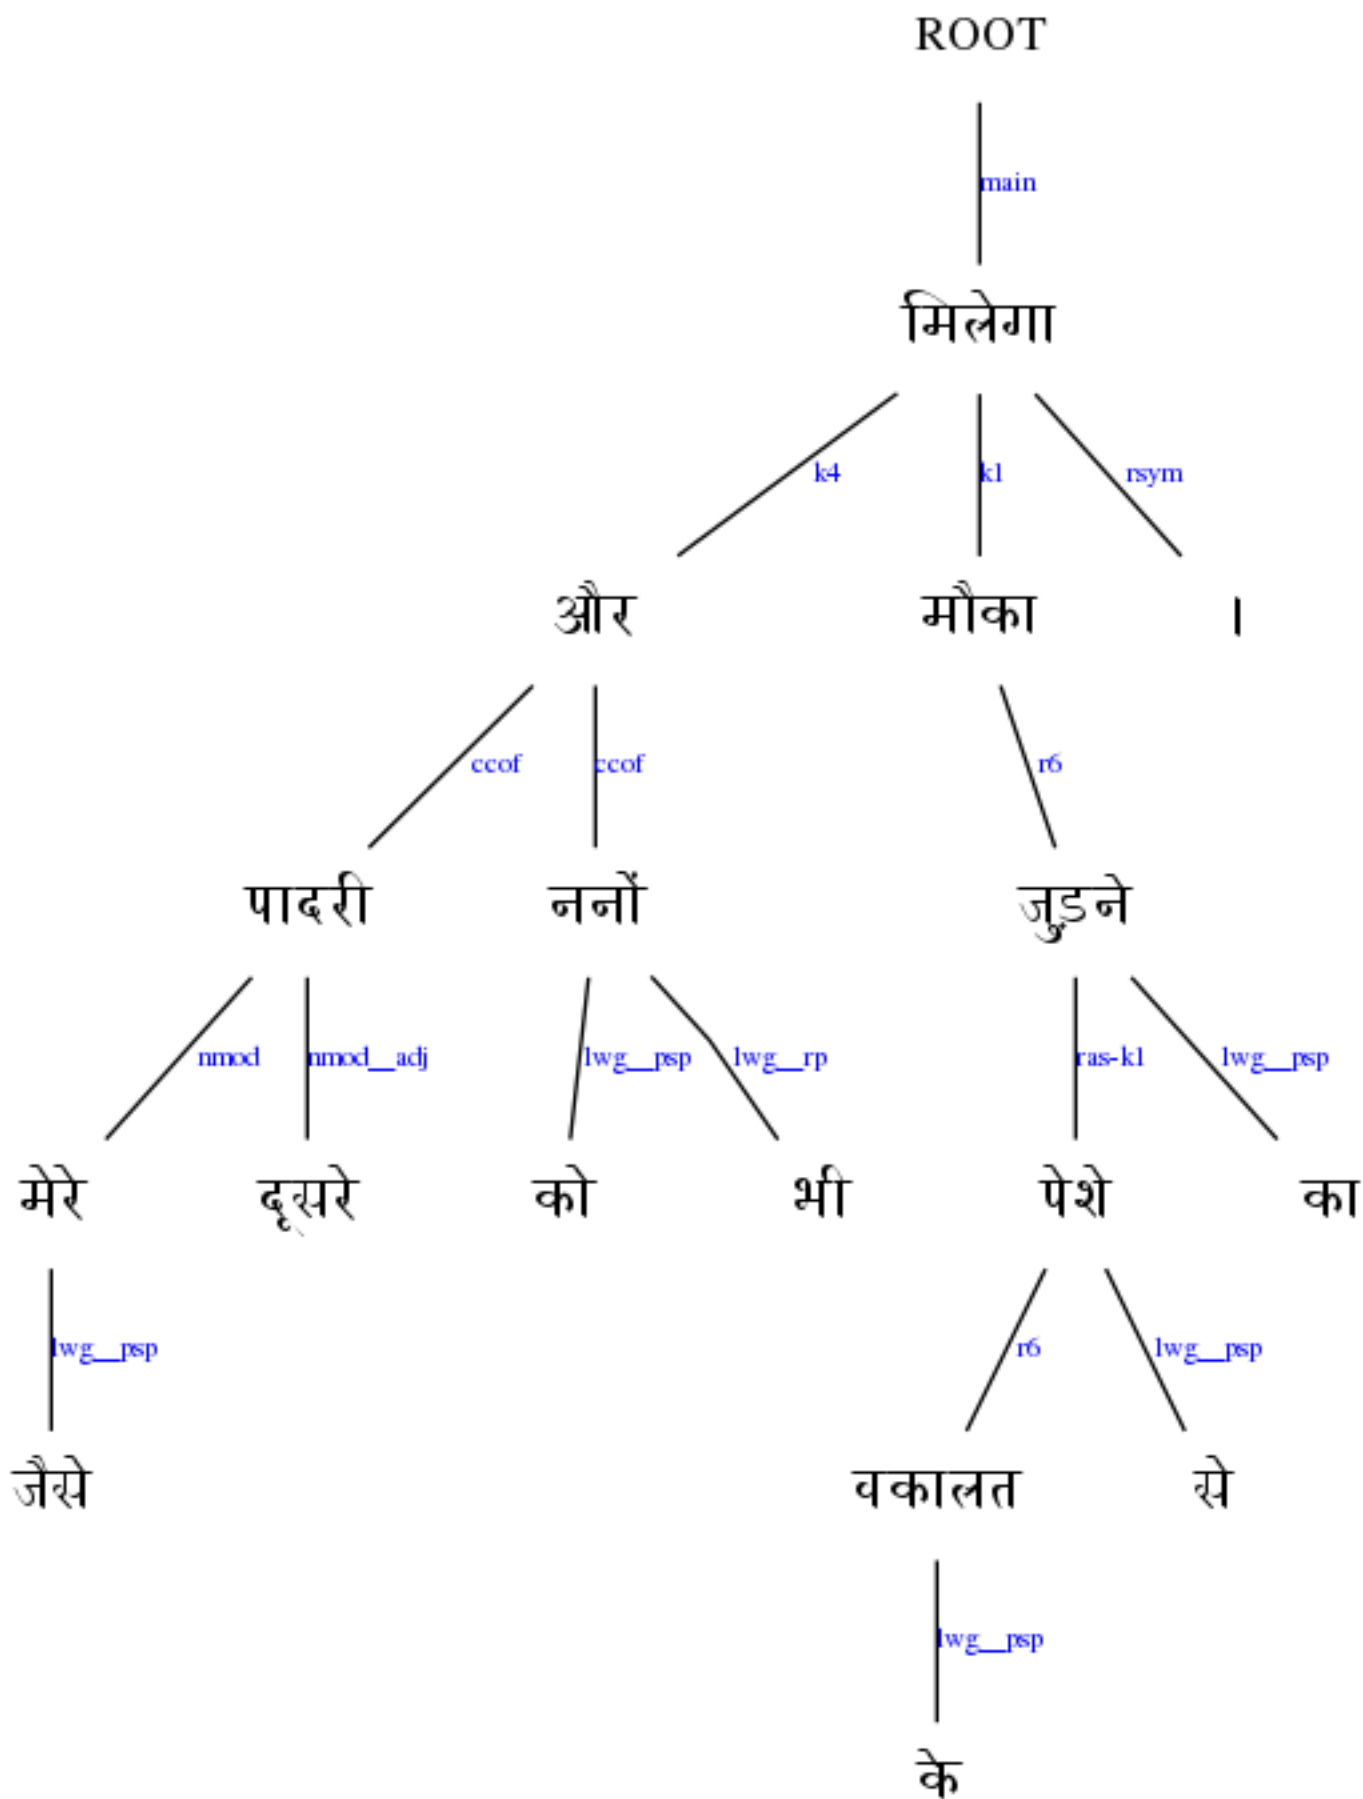 ROOT
main
मिलेगा
k4 k1 rsym
और मौका ।
ccof ccof r6
पादरी ननों जुड़ने
nmod nmod__adj lwg__psp lwg__rp ras-k1 lwg__psp
मेरे दूसरे को भी पेशे का
lwg__psp r6 lwg__psp
जैसे वकालत से
lwg__psp
के